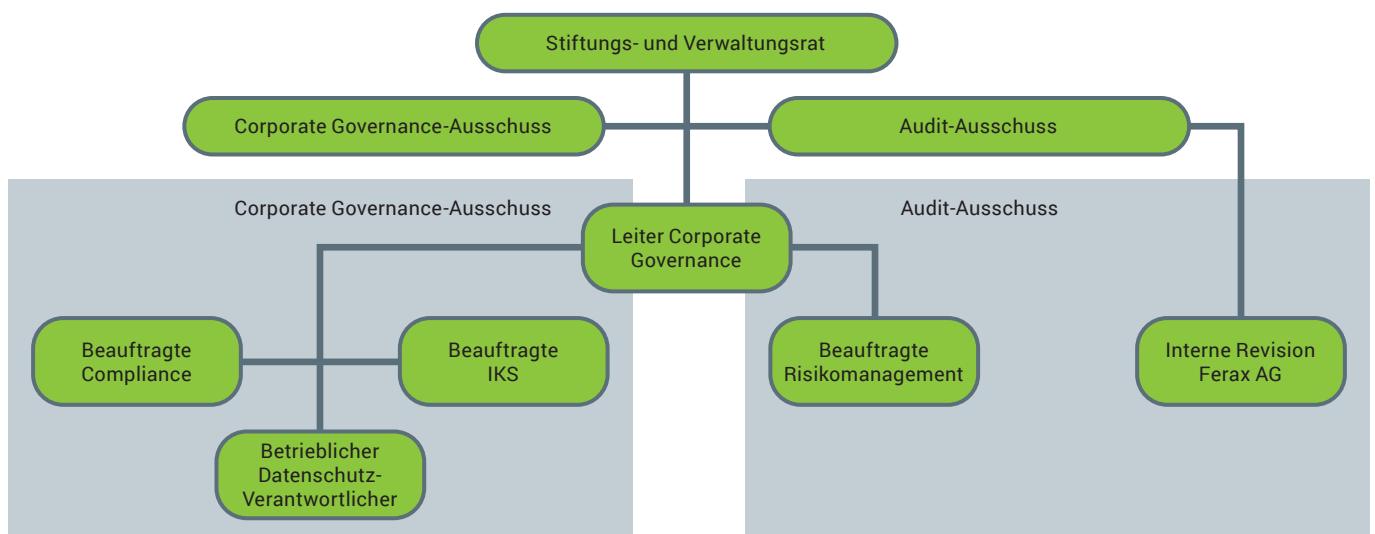 Stiftungs- und Verwaltungsrat
Corporate Governance-Ausschuss
Audit-Ausschuss
Corporate Governance-Ausschuss
Audit-Ausschuss
Leiter Corporate
Governance
Beauftragte
Compliance
Beauftragte
IKS
Beauftragte
Risikomanagement
Interne Revision
Ferax AG
Betrieblicher
Datenschutz-
Verantwortlicher